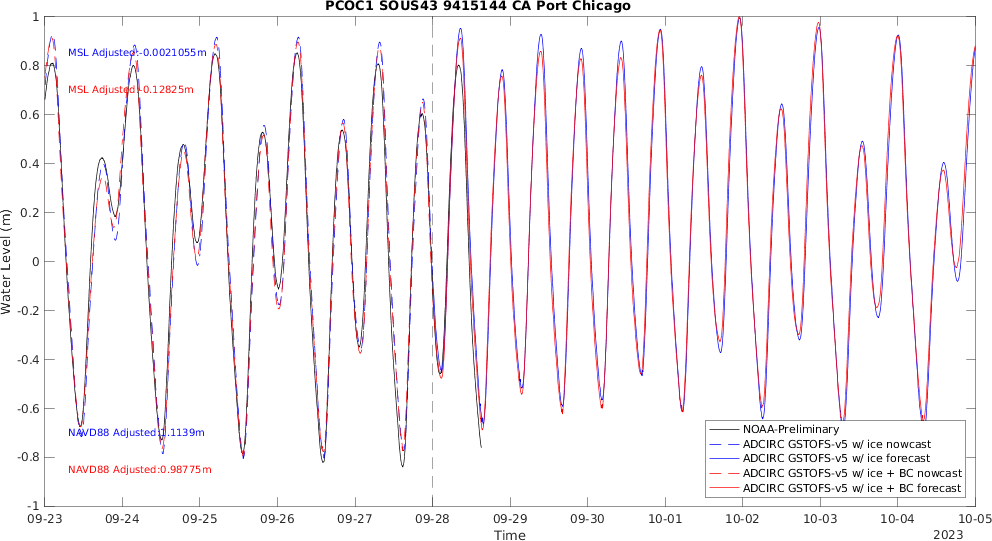 PCOC1 SOUS43 9415144 CA Port Chicago
1
0.8
0.6
0.4
0.2
0
-0.2
-0.4
-0.6
-0.8
-1
Water Level (m)
MSL Adjusted:-0.0021055m
MSL Adjusted:-0.12825m
NAVD88 Adjusted:1.1139m
NAVD88 Adjusted:0.98775m
NOAA-Preliminary
ADCIRC GSTOFS-v5 w/ ice nowcast
ADCIRC GSTOFS-v5 w/ ice forecast
ADCIRC GSTOFS-v5 w/ ice + BC nowcast
ADCIRC GSTOFS-v5 w/ ice + BC forecast
09-23 09-24 09-25 09-26 09-27 09-28 09-29 09-30 10-01 10-02 10-03 10-04 10-05
Time
2023